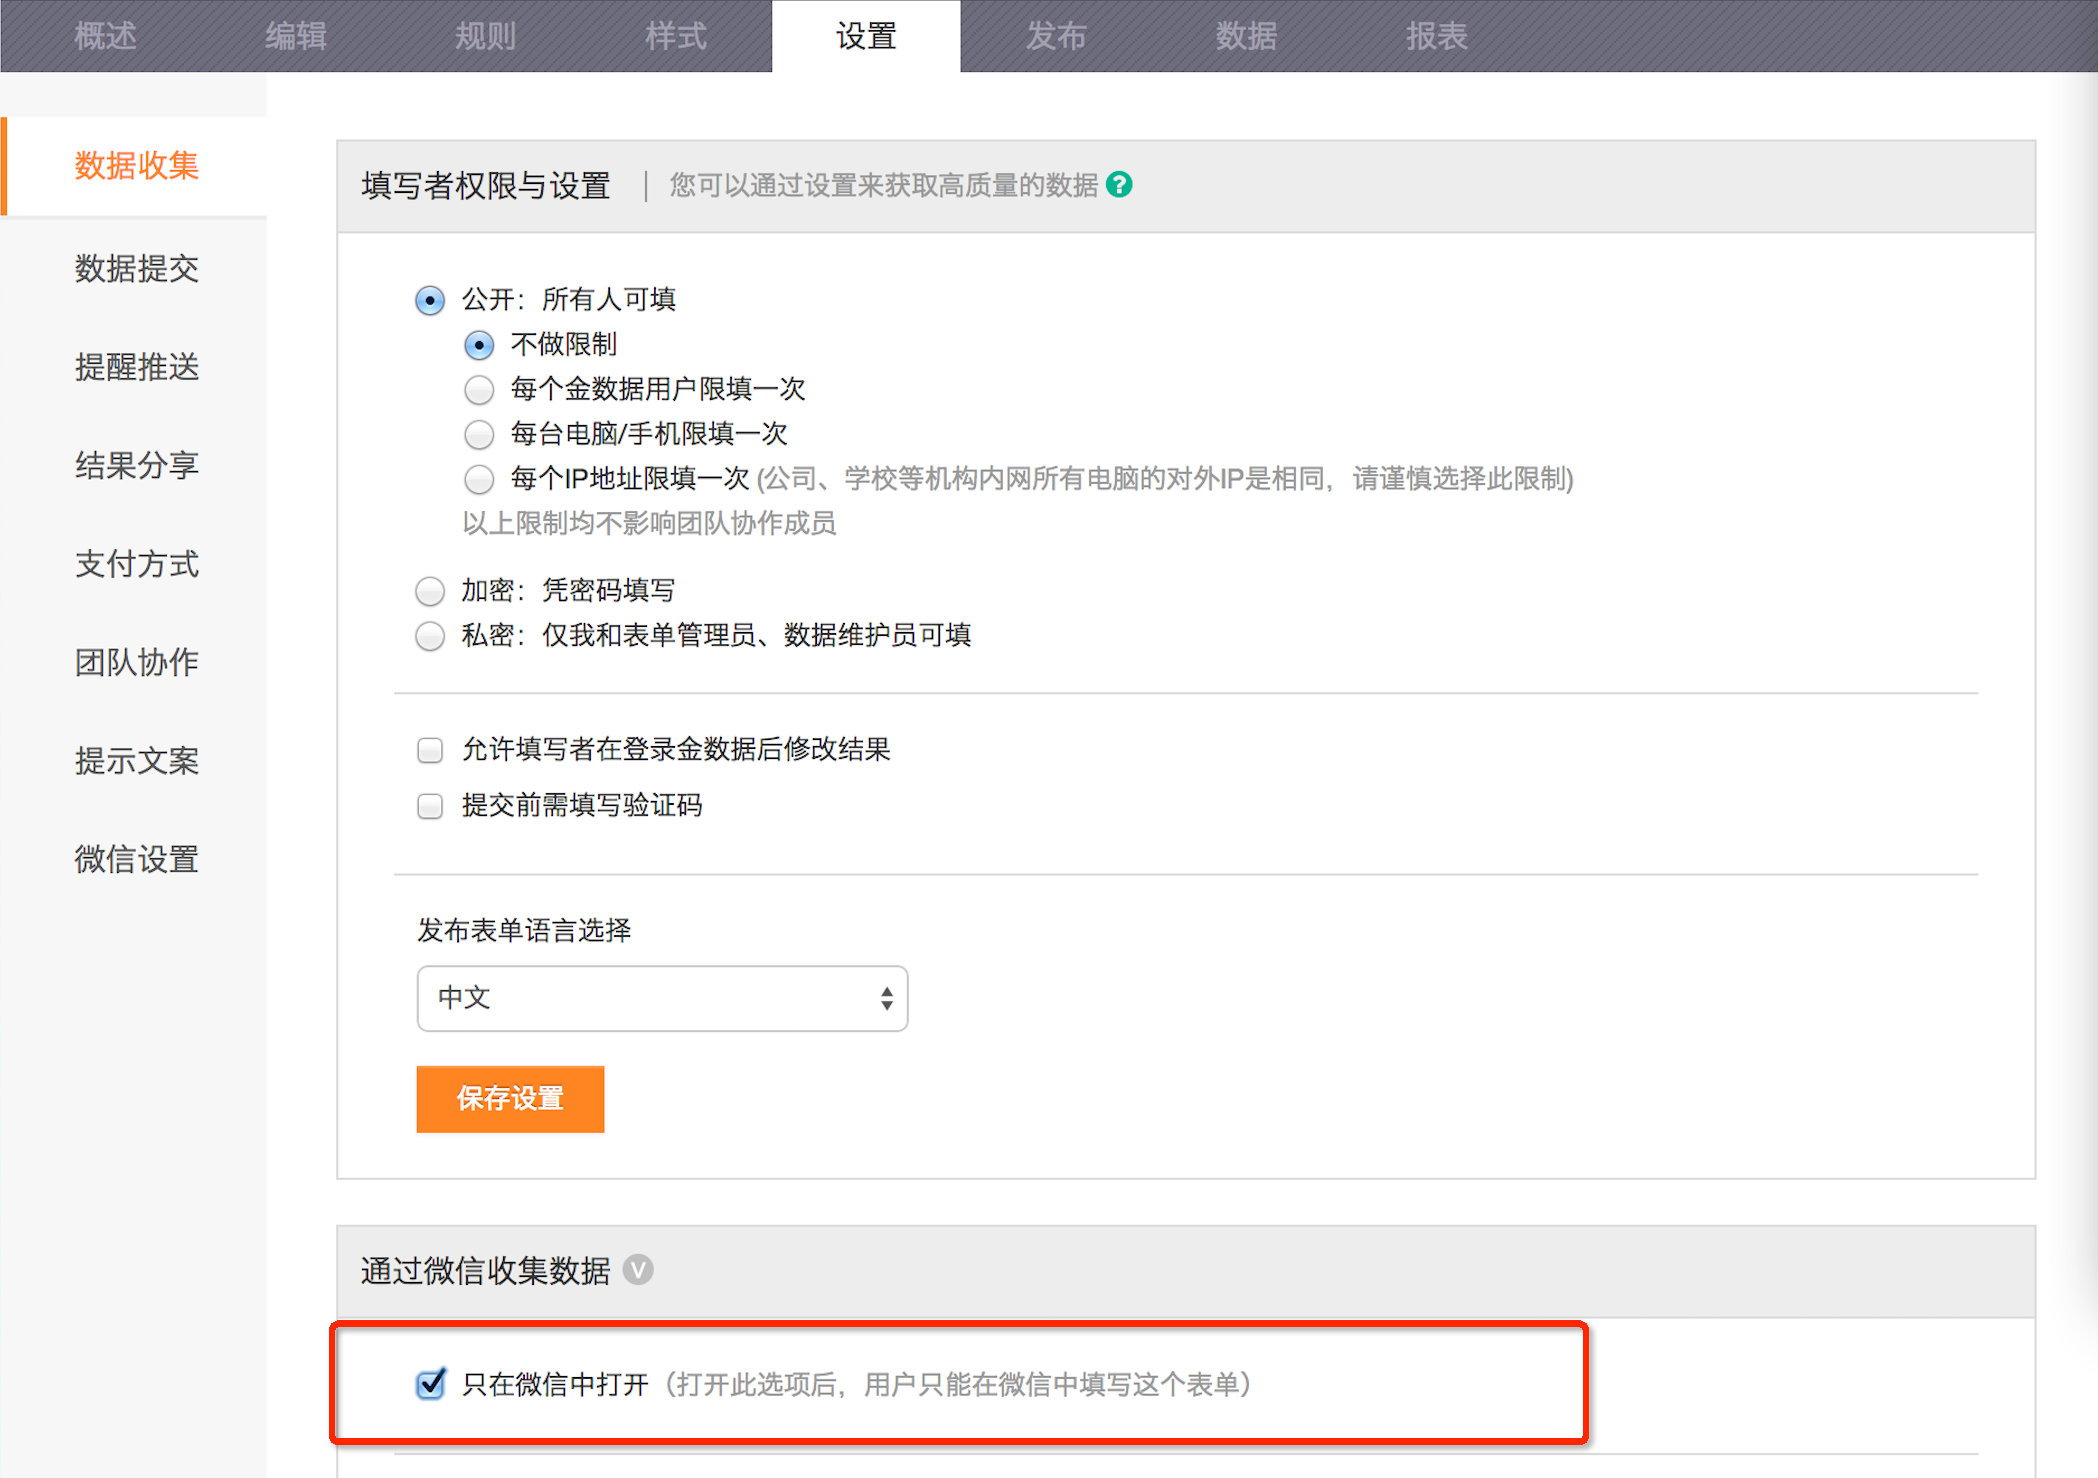 概述 编辑 规则 样式 设置 发布 数据 报表
数据收集
数据提交
提醒推送
结果分享
支付方式
团队协作
提示文案
微信设置
填写者权限与设置 | 您可以通过设置来获取高质量的数据 ?
公开：所有人可填
不做限制
每个金数据用户限填一次
每台电脑/手机限填一次
每个IP地址限填一次 (公司、学校等机构内网所有电脑的对外IP是相同，请谨慎选择此限制)
以上限制均不影响团队协作成员
加密：凭密码填写
私密：仅我和表单管理员、数据维护员可填
允许填写者在登录金数据后修改结果
提交前需填写验证码
发布表单语言选择
中文
保存设置
通过微信收集数据 V
只在微信中打开（打开此选项后，用户只能在微信中填写这个表单）